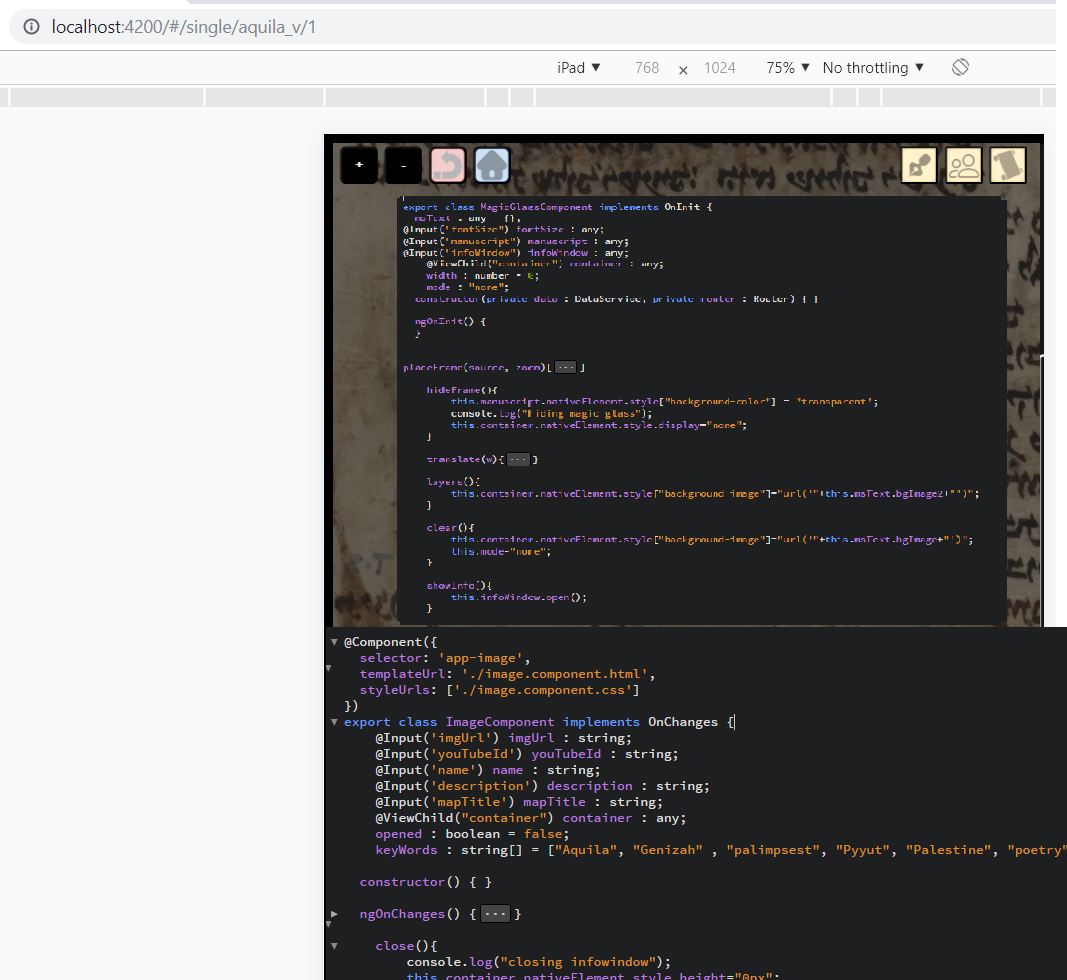 localhost:4200/#/single/aquila_v/1
iPad ▼ 768 × 1024 75% ▼ No throttling ▼
+ -
export class MagicGlassComponent implements OnInit {
msText : any = {};
@Input("fontSize") fontSize : any;
@Input("manuscript") manuscript : any;
@Input("infoWindow") infoWindow : any;
@ViewChild("container") container : any;
width : number = 0;
mode : "none";
constructor(private data : DataService, private router : Router) { }
ngOnInit() {
}
placeFrame(source, zoom){ ... }
hideFrame(){
this.manuscript.nativeElement.style["background-color"] = "transparent";
console.log("Hiding magic glass");
this.container.nativeElement.style.display="none";
}
translate(w){ ... }
layers(){
this.container.nativeElement.style["background image"]="url('"+this.msText.bgImage2+"')";
}
clear(){
this.container.nativeElement.style["background-image"]="url('"+this.msText.bgImage+"')";
this.mode="none";
}
showInfo(){
this.infoWindow.open();
}
@Component({
selector: 'app-image',
templateUrl: './image.component.html',
styleUrls: ['./image.component.css']
})
export class ImageComponent implements OnChanges {
@Input('imgUrl') imgUrl : string;
@Input('youTubeId') youTubeId : string;
@Input('name') name : string;
@Input('description') description : string;
@Input('mapTitle') mapTitle : string;
@ViewChild("container") container : any;
opened : boolean = false;
keyWords : string[] = ["Aquila", "Genizah" , "palimpsest", "Pyyut", "Palestine", "poetry"
constructor() { }
ngOnChanges() { ... }
close(){
console.log("closing infowindow");
this.container.nativeElement.style.height="0px";